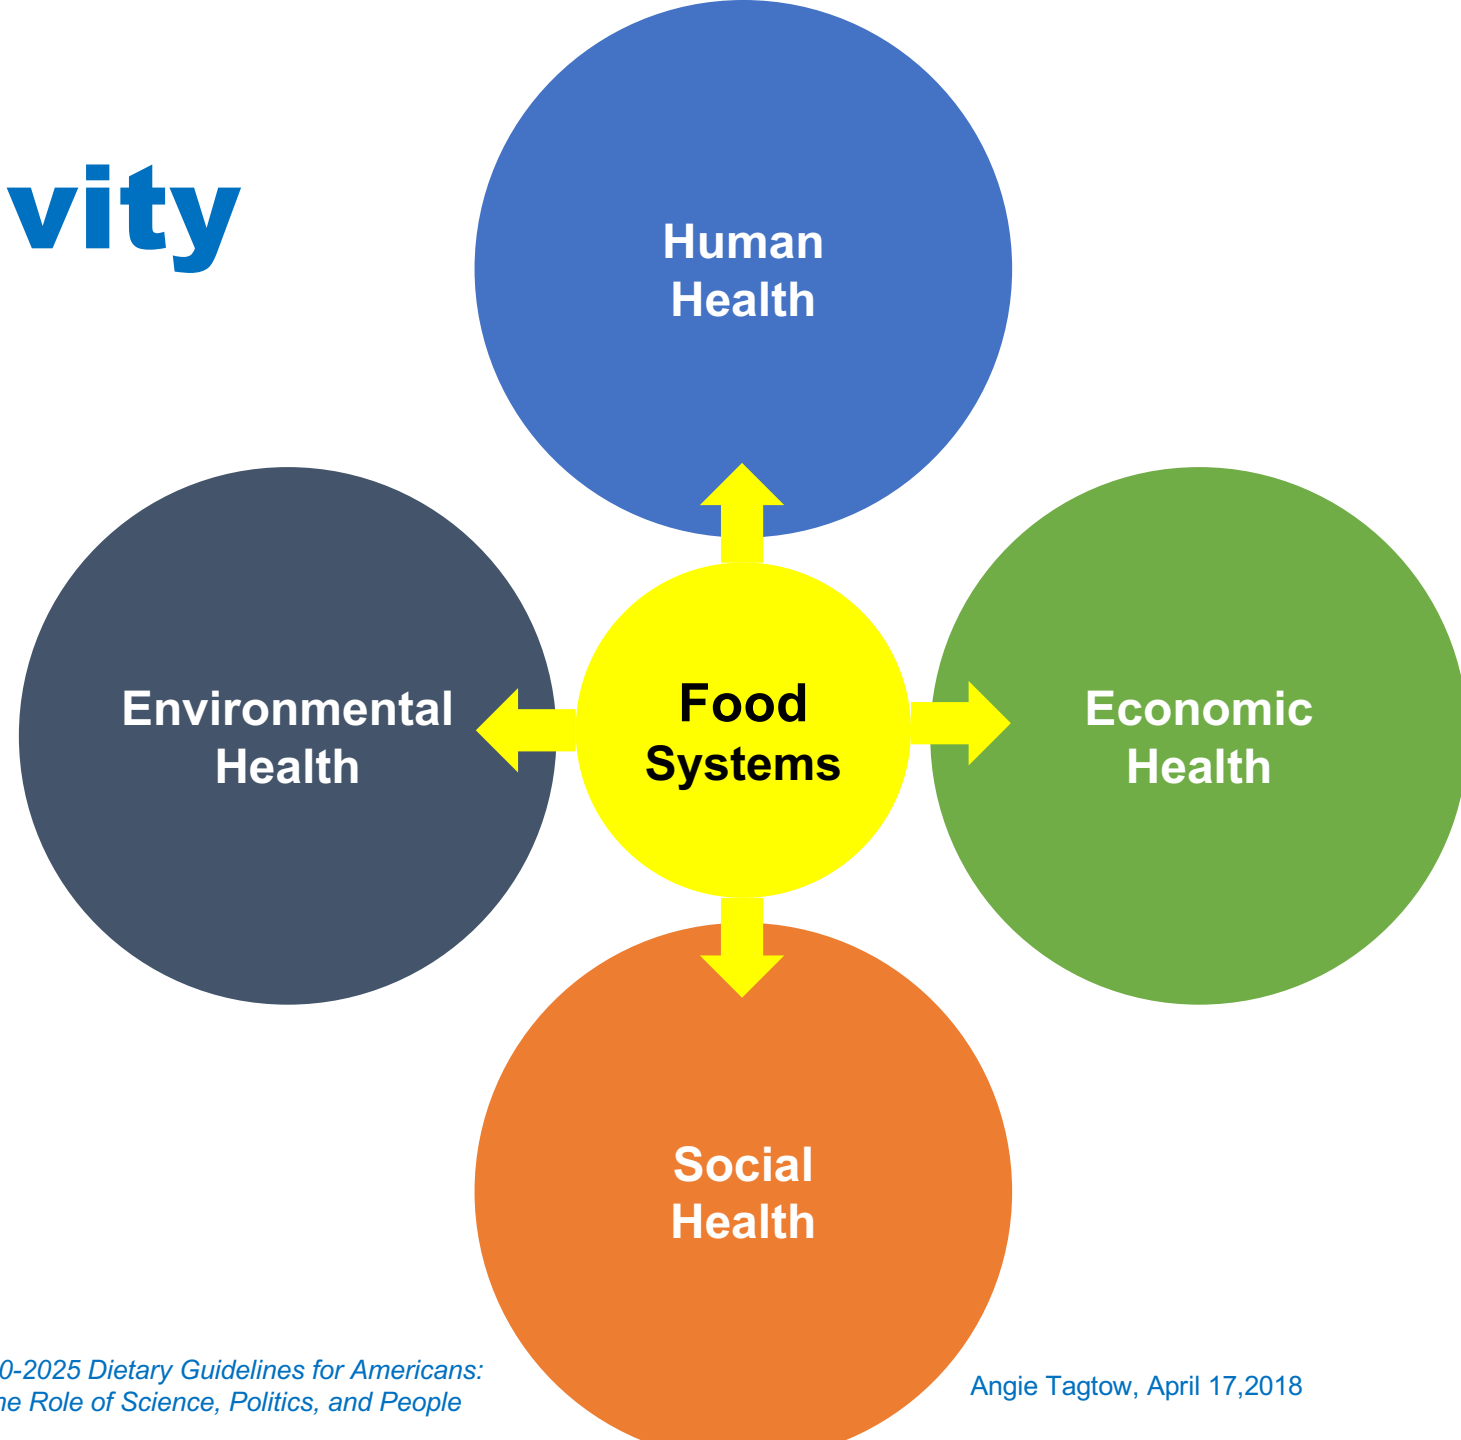 vity
Human
Health
Environmental
Health
Food
Systems
Economic
Health
Social
Health
0-2025 Dietary Guidelines for Americans:
he Role of Science, Politics, and People
Angie Tagtow, April 17,2018